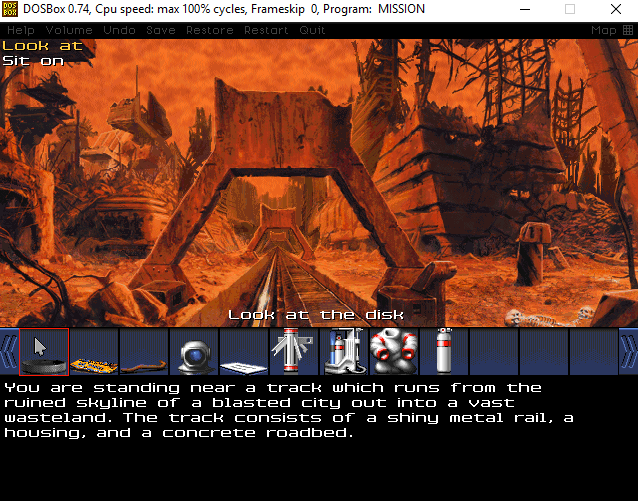 DOSBox 0.74, Cpu speed: max 100% cycles, Frameskip 0, Program: MISSION
DOS
BOX
Help Volume Undo Save Restore Restart Quit Map
Look at
Sit on
Look at the disk
You are standing near a track which runs from the
ruined skyline of a blasted city out into a vast
wasteland. The track consists of a shiny metal rail, a
housing, and a concrete roadbed.